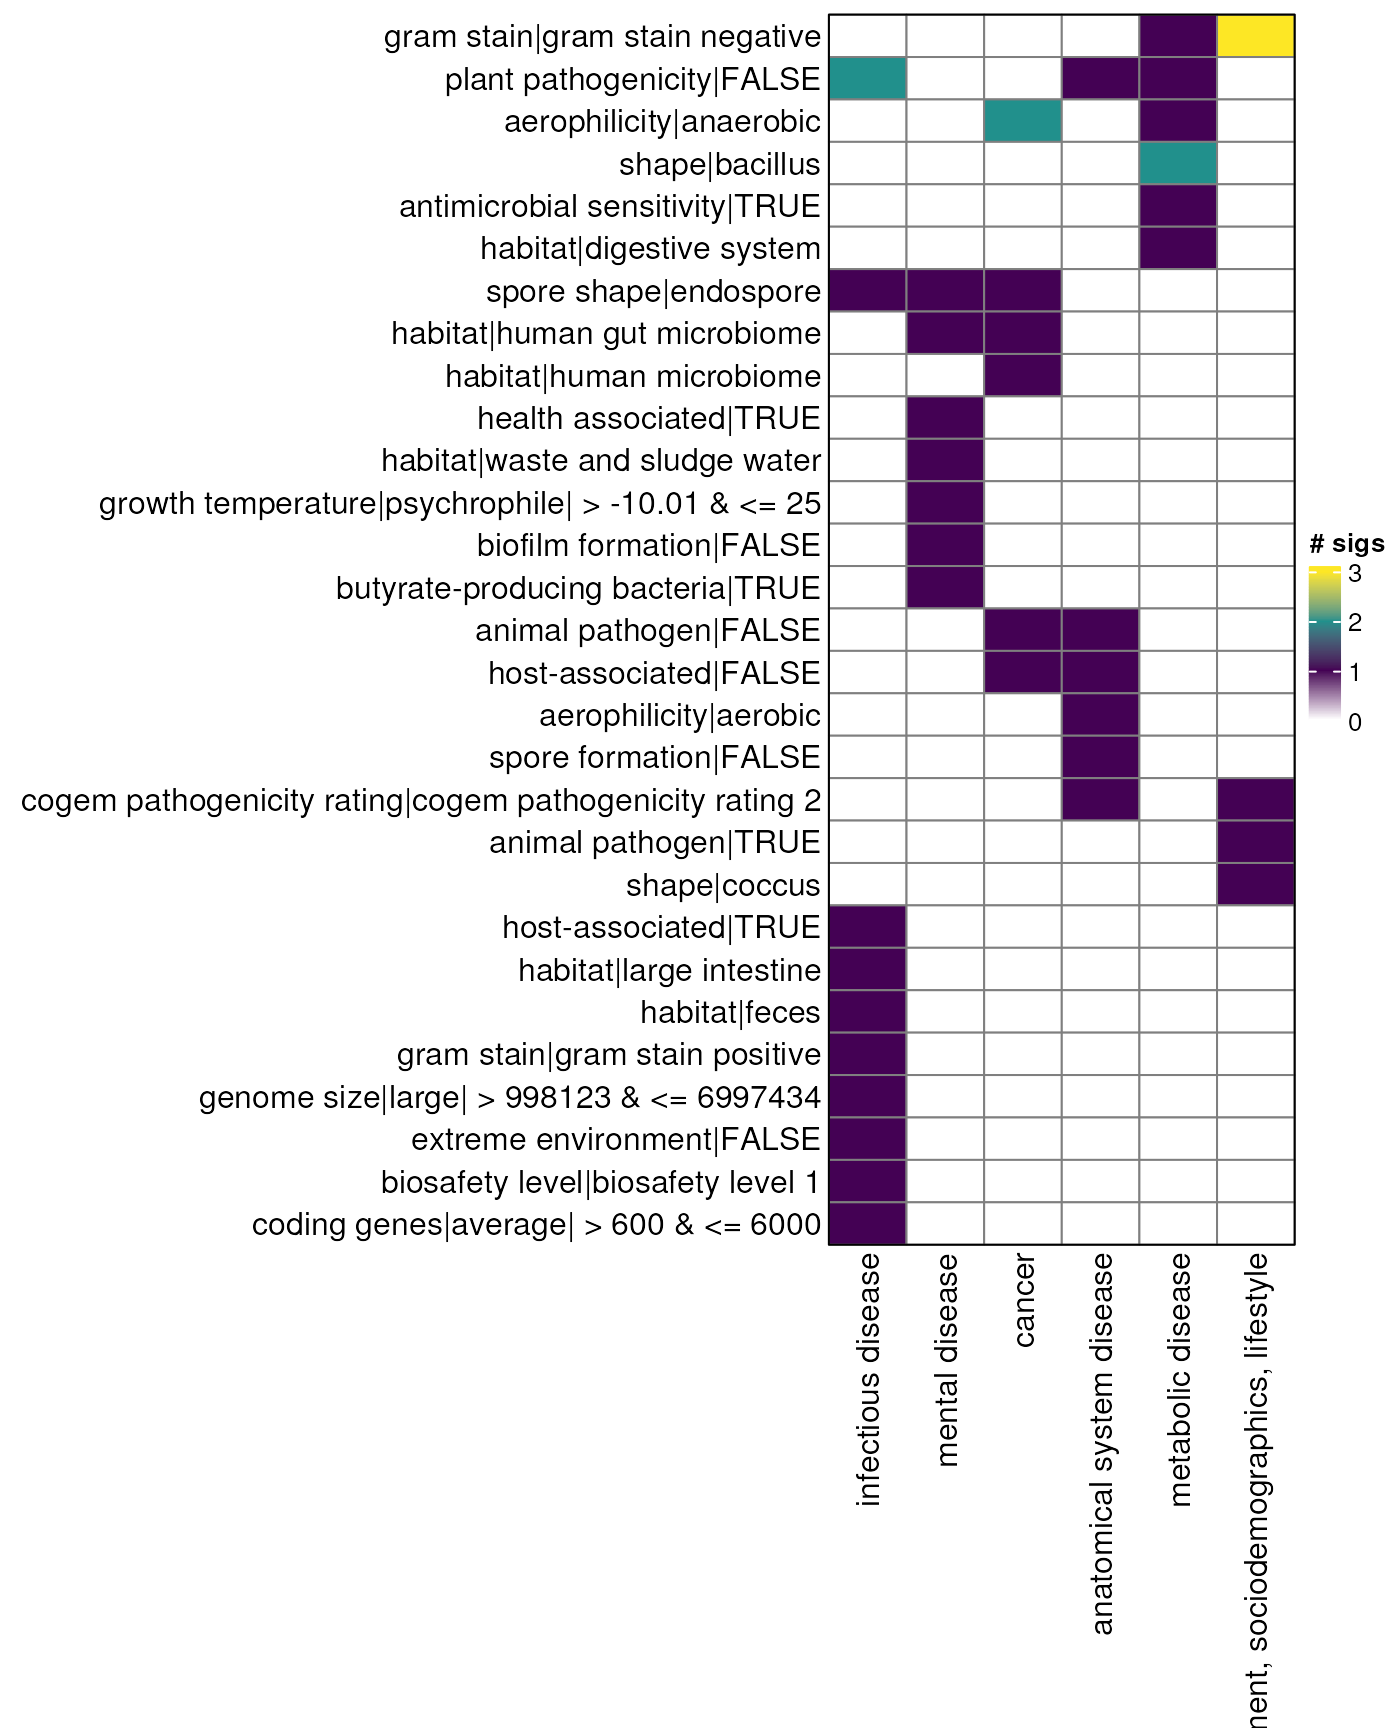 gram stain|gram stain negative
plant pathogenicity|FALSE
aerophilicity|anaerobic
shape|bacillus
antimicrobial sensitivity|TRUE
habitat|digestive system
spore shape|endospore
habitat|human gut microbiome
habitat|human microbiome
health associated|TRUE
habitat|waste and sludge water
growth temperature|psychrophile| > -10.01 & <= 25
biofilm formation|FALSE
butyrate-producing bacteria|TRUE
animal pathogen|FALSE
host-associated|FALSE
aerophilicity|aerobic
spore formation|FALSE
cogem pathogenicity rating|cogem pathogenicity rating 2
animal pathogen|TRUE
shape|coccus
host-associated|TRUE
habitat|large intestine
habitat|feces
gram stain|gram stain positive
genome size|large| > 998123 & <= 6997434
extreme environment|FALSE
biosafety level|biosafety level 1
coding genes|average| > 600 & <= 6000
# sigs
3
2
1
0
infectious disease
mental disease
cancer
anatomical system disease
metabolic disease
ment, sociodemographics, lifestyle